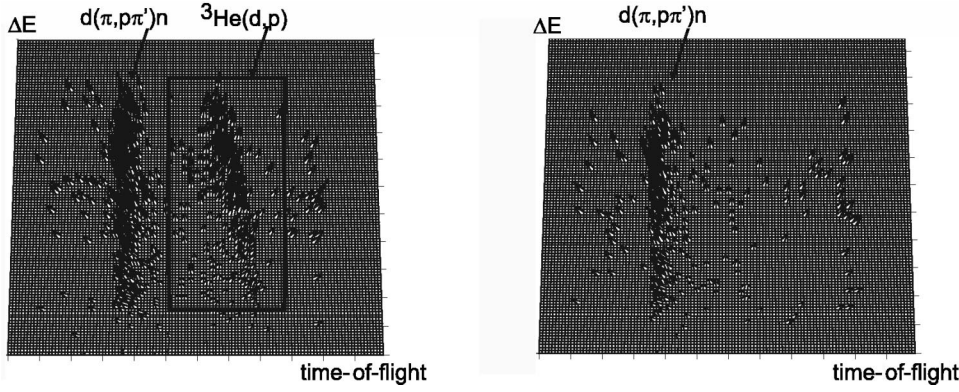 ΔE
d(π,pπ')n
³He(d,p)
time-of-flight
ΔE
d(π,pπ')n
time-of-flight